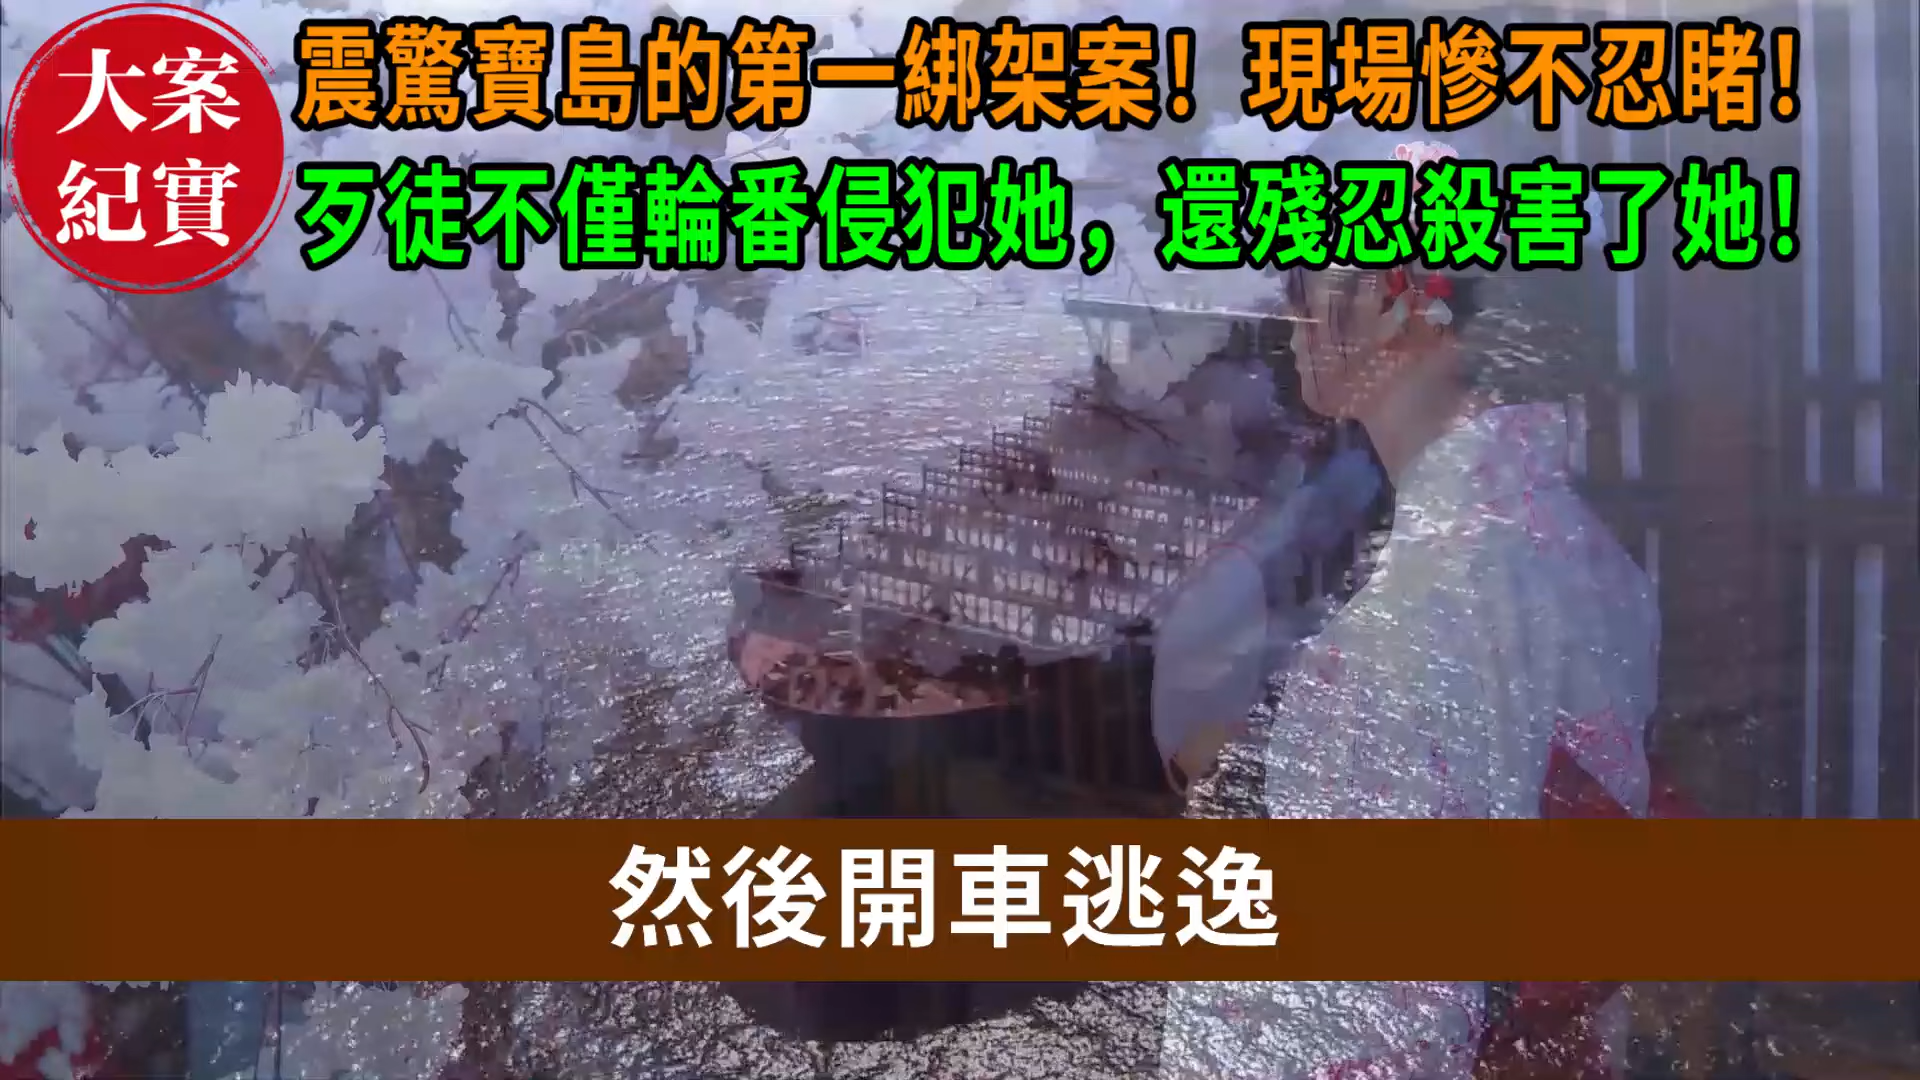 大案
紀實
震驚寶島的第一綁架案！現場慘不忍睹！
歹徒不僅輪番侵犯她，還殘忍殺害了她！
然後開車逃逸